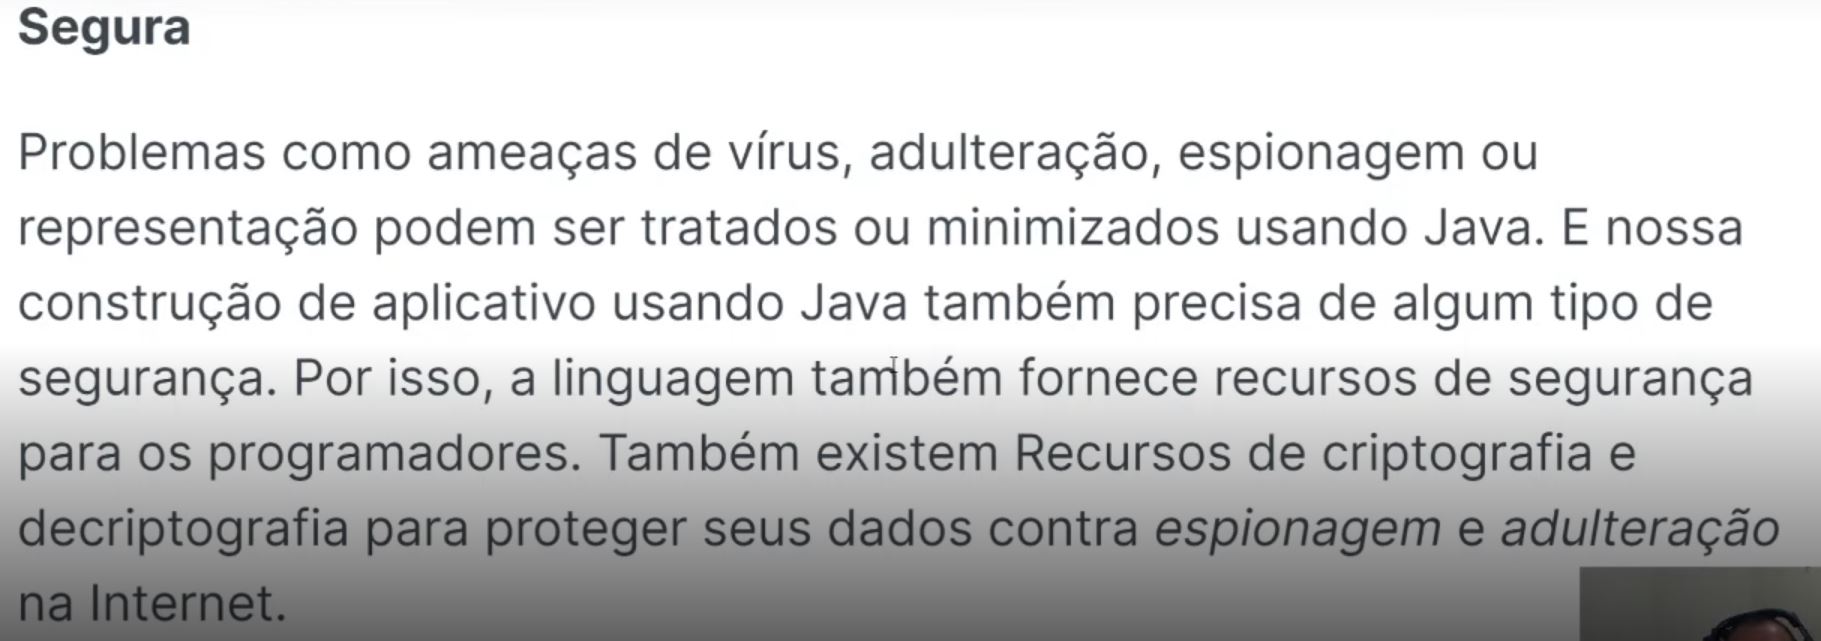 Segura
Problemas como ameaças de vírus, adulteração, espionagem ou
representação podem ser tratados ou minimizados usando Java. E nossa
construção de aplicativo usando Java também precisa de algum tipo de
segurança. Por isso, a linguagem também fornece recursos de segurança
para os programadores. Também existem Recursos de criptografia e
decriptografia para proteger seus dados contra espionagem e adulteração
na Internet.